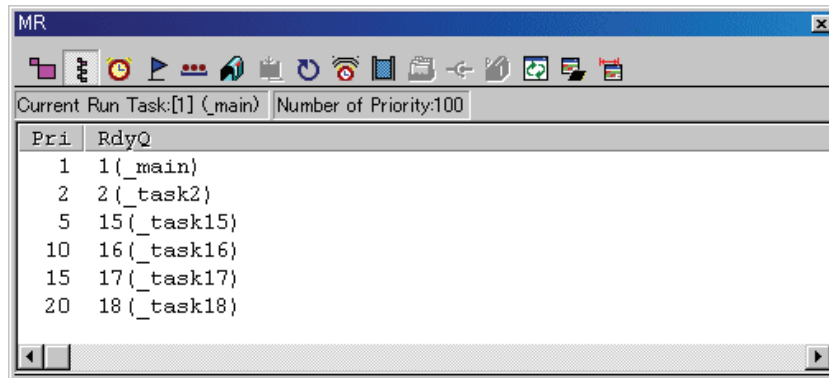 MR
Current Run Task:[1] (_main) Number of Priority:100
Pri RdyQ
1 1(_main)
2 2(_task2)
5 15(_task15)
10 16(_task16)
15 17(_task17)
20 18(_task18)